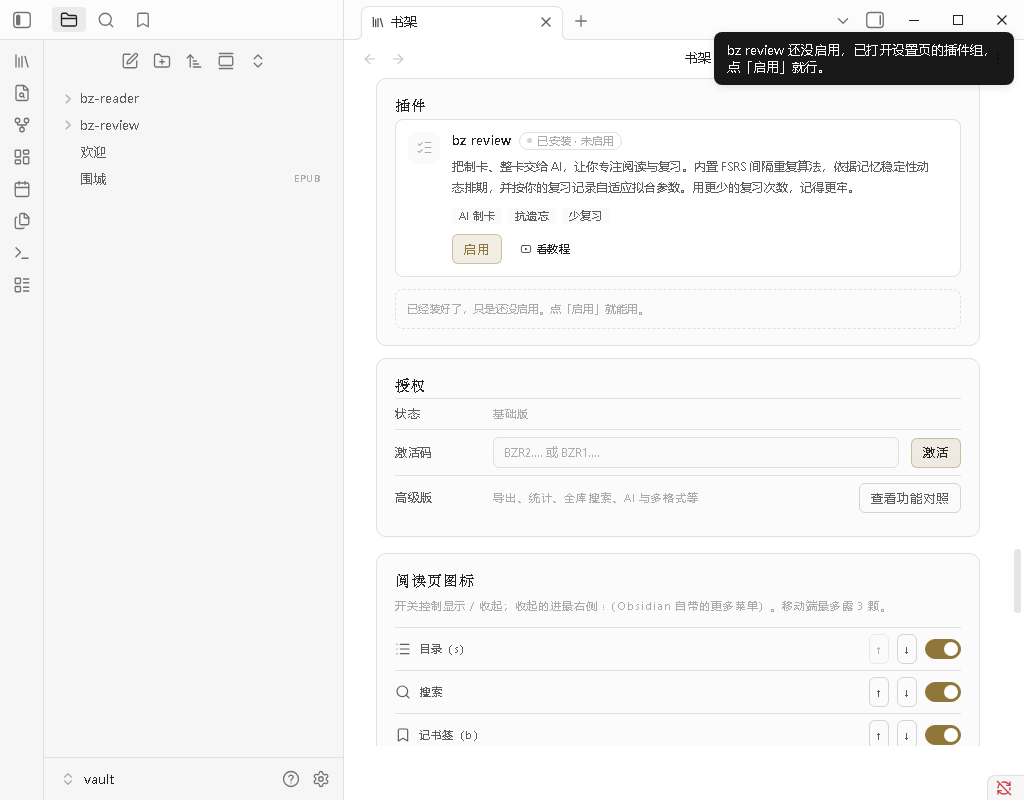 书架
书架
bz review 还没启用，已打开设置页的插件组，
点「启用」就行。
bz-reader
bz-review
欢迎
围城
EPUB
vault
插件
bz review
已安装 · 未启用
把制卡、整卡交给 AI，让你专注阅读与复习。内置 FSRS 间隔重复算法，依据记忆稳定性动
态排期，并按你的复习记录自适应拟合参数。用更少的复习次数，记得更牢。
AI 制卡 抗遗忘 少复习
启用 看教程
已经装好了，只是还没启用。点「启用」就能用。
授权
状态 基础版
激活码 BZR2.... 或 BZR1.... 激活
高级版 导出、统计、全库搜索、AI 与多格式等 查看功能对照
阅读页图标
开关控制显示 / 收起；收起的进最右侧 ⋮（Obsidian 自带的更多菜单）。移动端最多露 3 颗。
目录（s） ↑ ↓
搜索 ↑ ↓
记书签（b） ↑ ↓